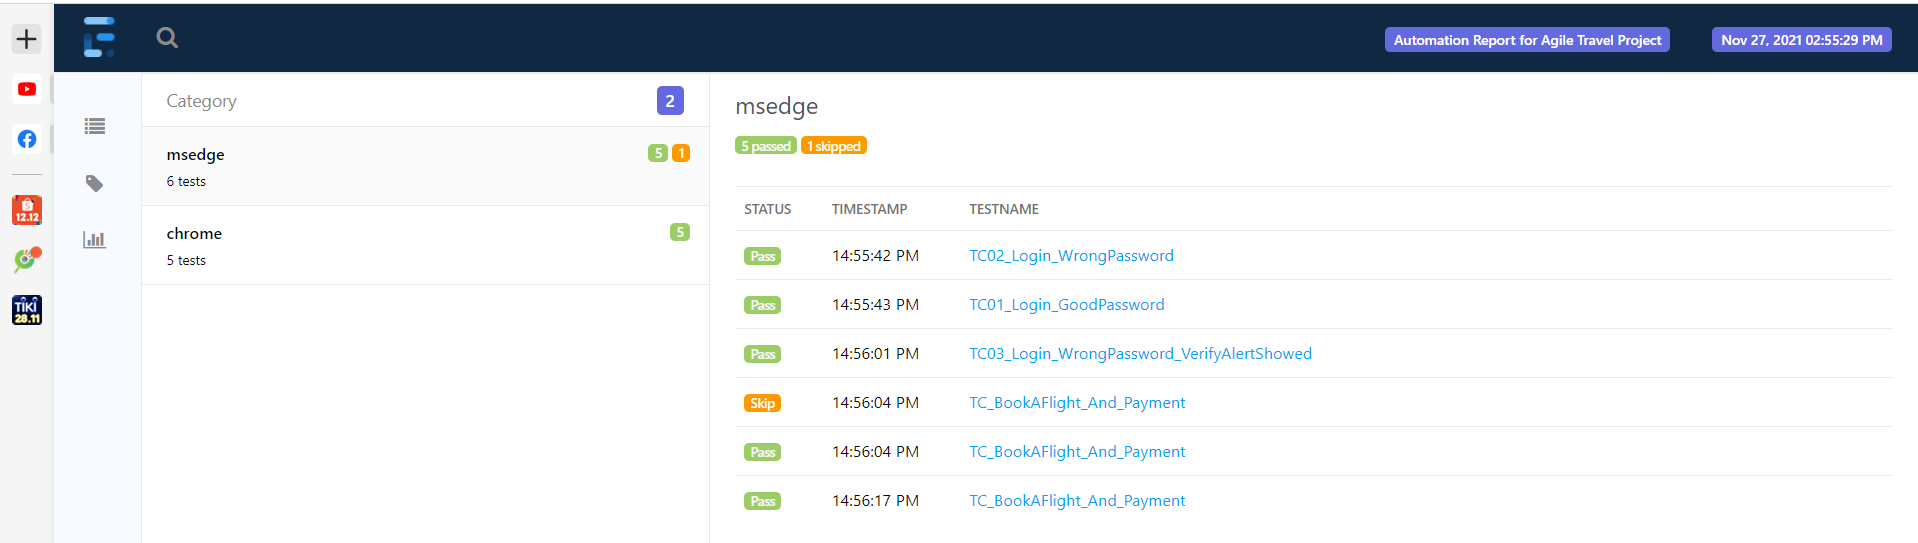 Automation Report for Agile Travel Project
Nov 27, 2021 02:55:29 PM
Category
2
msedge
5 1
6 tests
chrome
5
5 tests
12.12
TIKI
28.11
msedge
5 passed 1 skipped
STATUS TIMESTAMP TESTNAME
Pass 14:55:42 PM TC02_Login_WrongPassword
Pass 14:55:43 PM TC01_Login_GoodPassword
Pass 14:56:01 PM TC03_Login_WrongPassword_VerifyAlertShowed
Skip 14:56:04 PM TC_BookAFlight_And_Payment
Pass 14:56:04 PM TC_BookAFlight_And_Payment
Pass 14:56:17 PM TC_BookAFlight_And_Payment